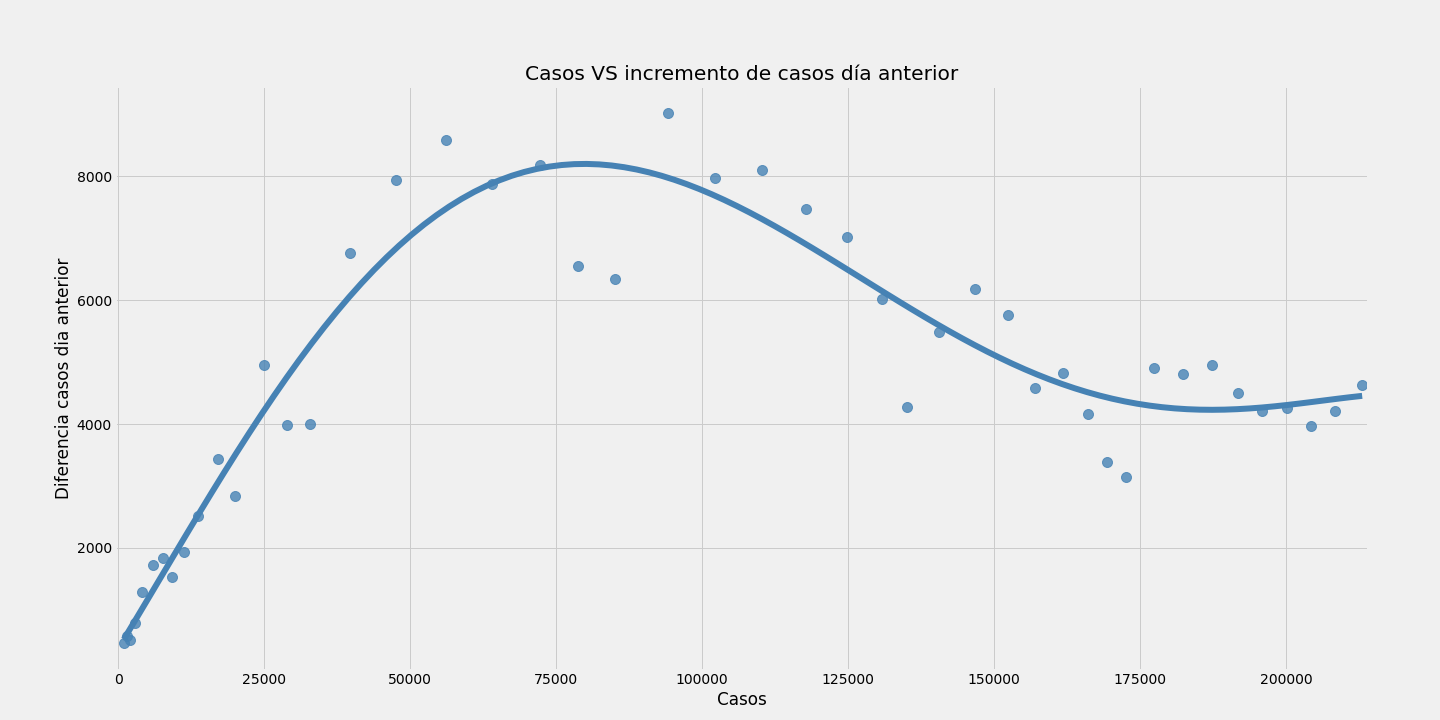 Casos VS incremento de casos día anterior
Diferencia casos dia anterior
8000
6000
4000
2000
0 25000 50000 75000 100000 125000 150000 175000 200000
Casos